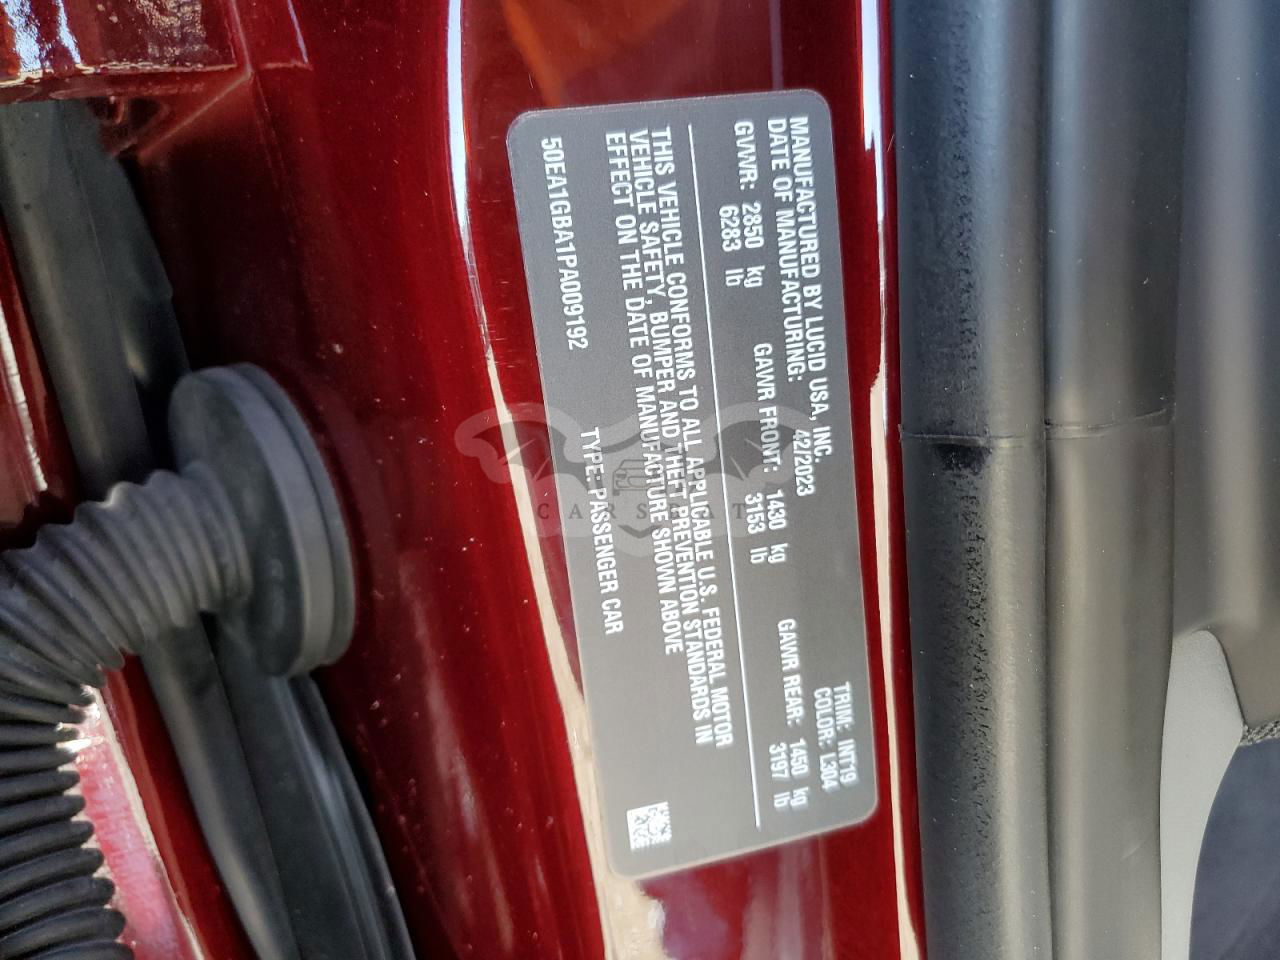 MANUFACTURED BY LUCID USA, INC.
DATE OF MANUFACTURING: 42/2023
TRIM: INT19
COLOR: L304
GVWR: 2850 kg
6283 lb
GAWR FRONT: 1430 kg
3153 lb
GAWR REAR: 1450 kg
3197 lb
THIS VEHICLE CONFORMS TO ALL APPLICABLE U.S. FEDERAL MOTOR
VEHICLE SAFETY, BUMPER AND THEFT PREVENTION STANDARDS IN
EFFECT ON THE DATE OF MANUFACTURE SHOWN ABOVE
50EA1GBA1PA009192 TYPE: PASSENGER CAR